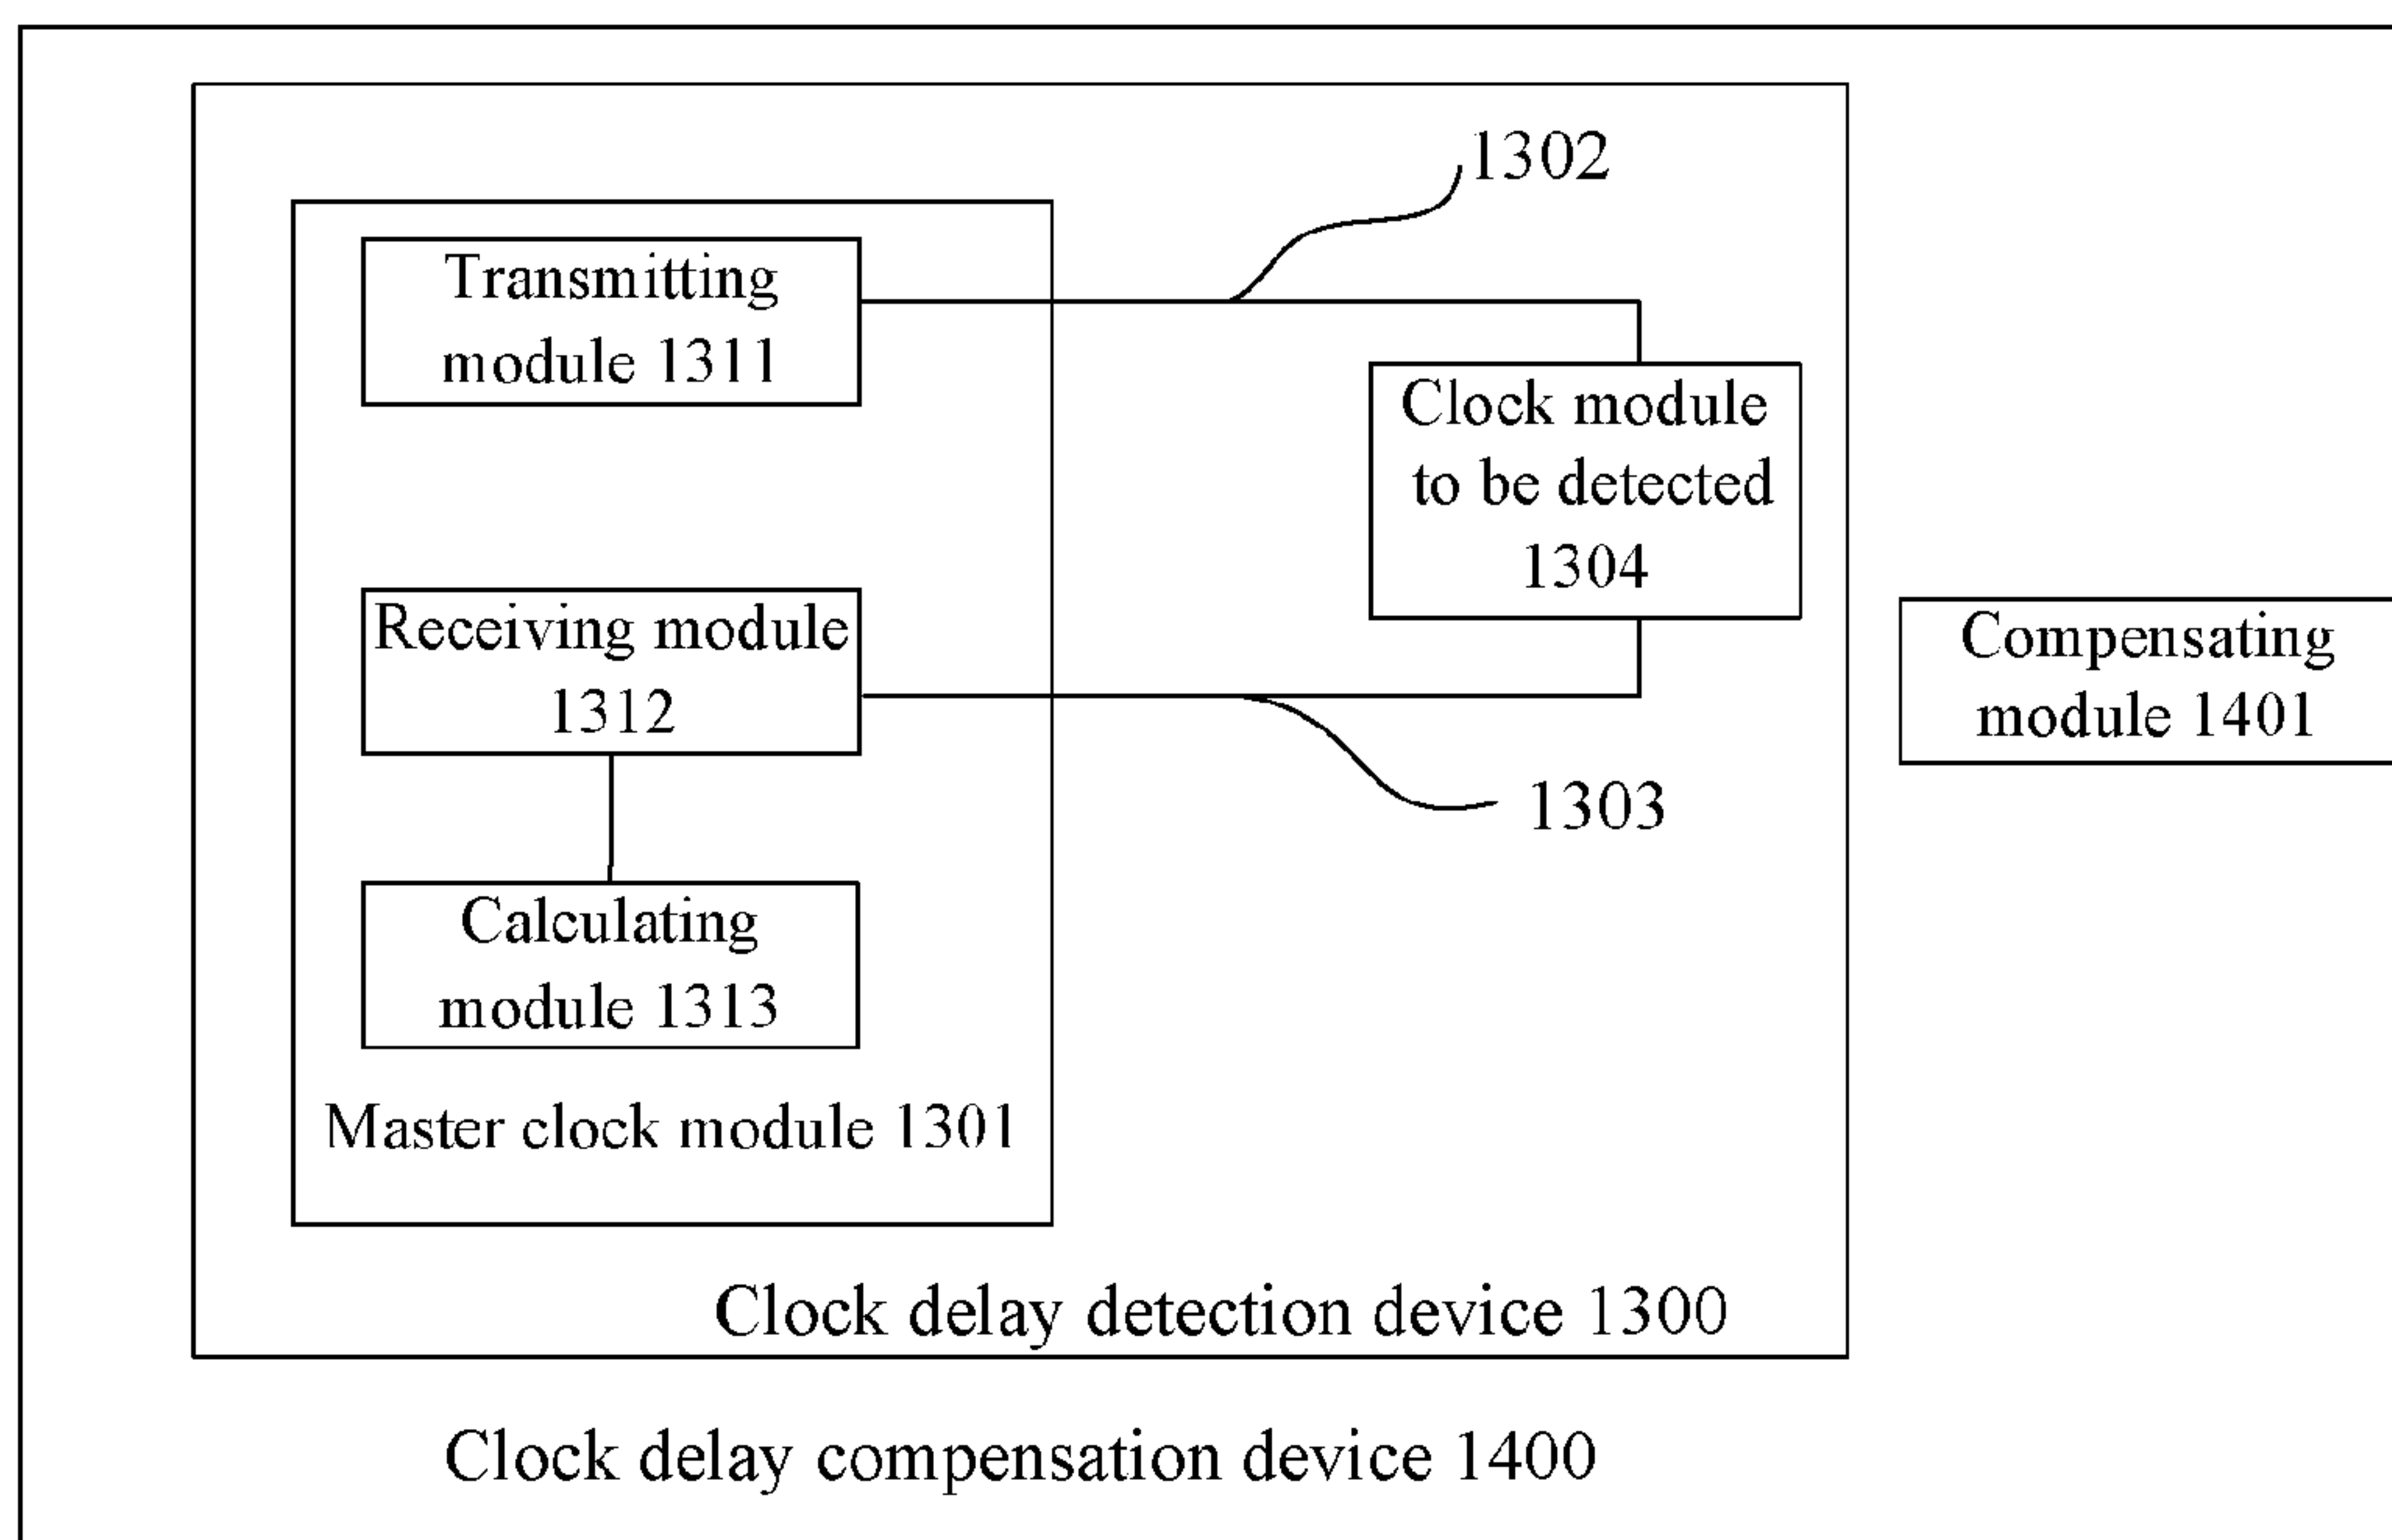 1302
Transmitting
module 1311
Clock module
to be detected
1304
Receiving module
1312
Compensating
module 1401
1303
Calculating
module 1313
Master clock module 1301
Clock delay detection device 1300
Clock delay compensation device 1400